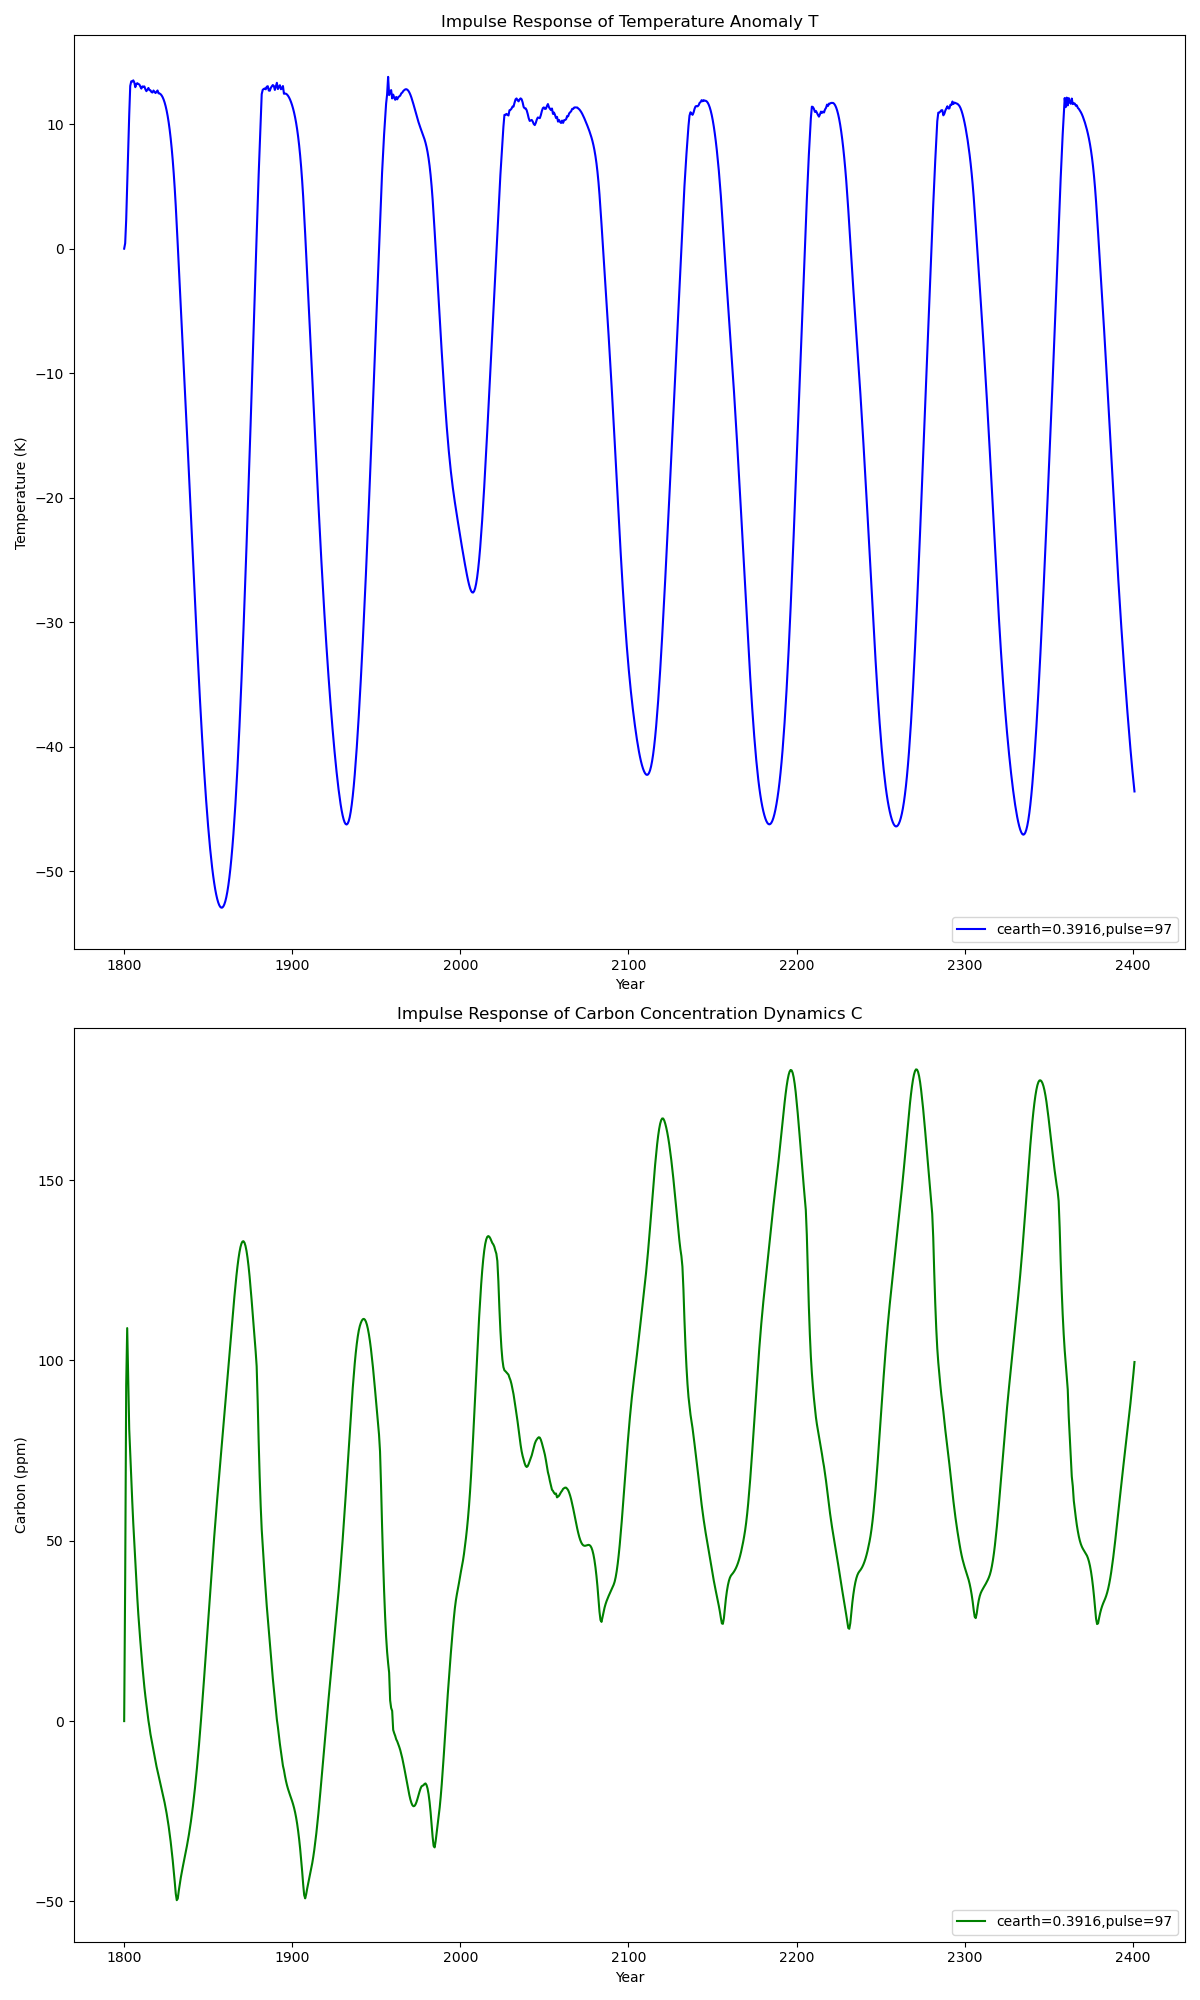 Impulse Response of Temperature Anomaly T
10
0
−10
−20
−30
−40
−50
Temperature (K)
cearth=0.3916,pulse=97
1800 1900 2000 2100 2200 2300 2400
Year
Impulse Response of Carbon Concentration Dynamics C
150
100
50
0
−50
Carbon (ppm)
cearth=0.3916,pulse=97
1800 1900 2000 2100 2200 2300 2400
Year